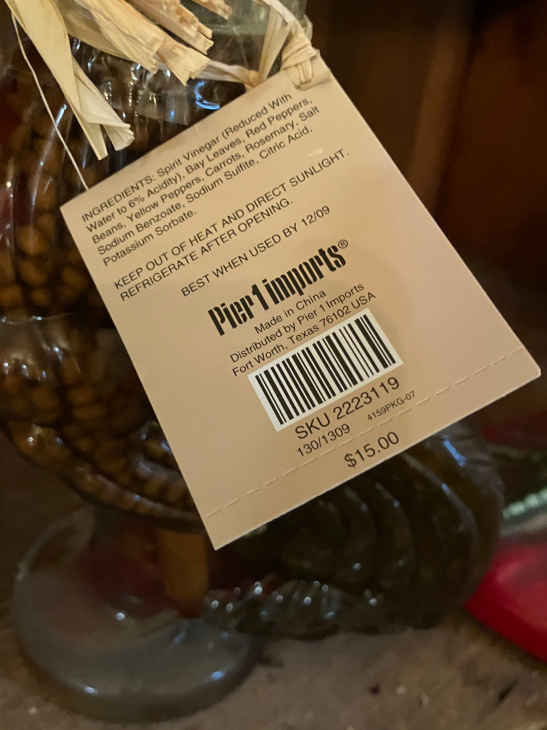 INGREDIENTS: Spirit Vinegar (Reduced With
Water to 6% Acidity), Bay Leaves, Red Peppers,
Beans, Yellow Peppers, Carrots, Rosemary, Salt
Sodium Benzoate, Sodium Sulfite, Citric Acid.
Potassium Sorbate.
KEEP OUT OF HEAT AND DIRECT SUNLIGHT.
REFRIGERATE AFTER OPENING.
BEST WHEN USED BY 12/09
Pier 1 imports®
Made in China
Distributed by Pier 1 Imports
Fort Worth, Texas 76102 USA
SKU 2223119
130/1309 4159PKG-07
$15.00